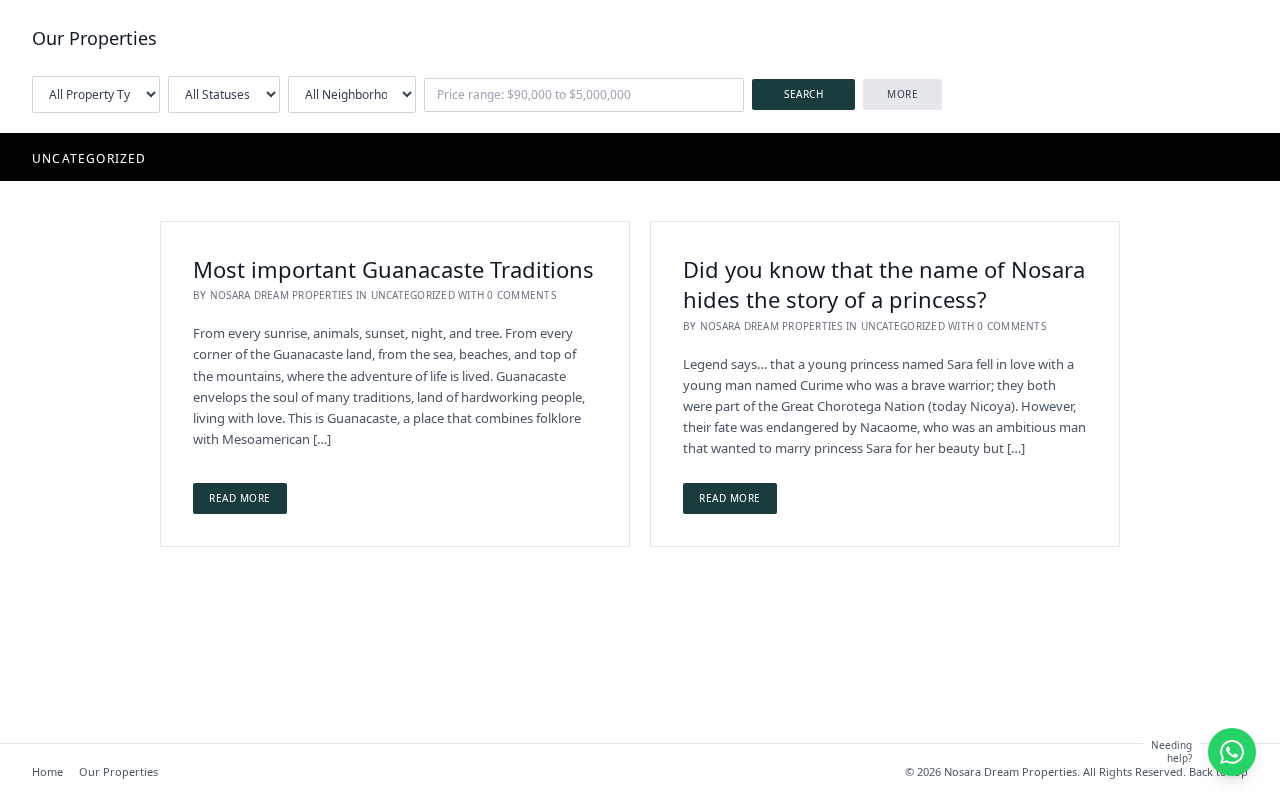 Our Properties
All Property Ty
All Statuses
All Neighborho
Price range: $90,000 to $5,000,000
SEARCH
MORE
UNCATEGORIZED
Most important Guanacaste Traditions
BY NOSARA DREAM PROPERTIES IN UNCATEGORIZED WITH 0 COMMENTS
From every sunrise, animals, sunset, night, and tree. From every
corner of the Guanacaste land, from the sea, beaches, and top of
the mountains, where the adventure of life is lived. Guanacaste
envelops the soul of many traditions, land of hardworking people,
living with love. This is Guanacaste, a place that combines folklore
with Mesoamerican [...]
READ MORE
Did you know that the name of Nosara
hides the story of a princess?
BY NOSARA DREAM PROPERTIES IN UNCATEGORIZED WITH 0 COMMENTS
Legend says… that a young princess named Sara fell in love with a
young man named Curime who was a brave warrior; they both
were part of the Great Chorotega Nation (today Nicoya). However,
their fate was endangered by Nacaome, who was an ambitious man
that wanted to marry princess Sara for her beauty but [...]
READ MORE
Needing
help?
Home
Our Properties
© 2026 Nosara Dream Properties. All Rights Reserved. Back